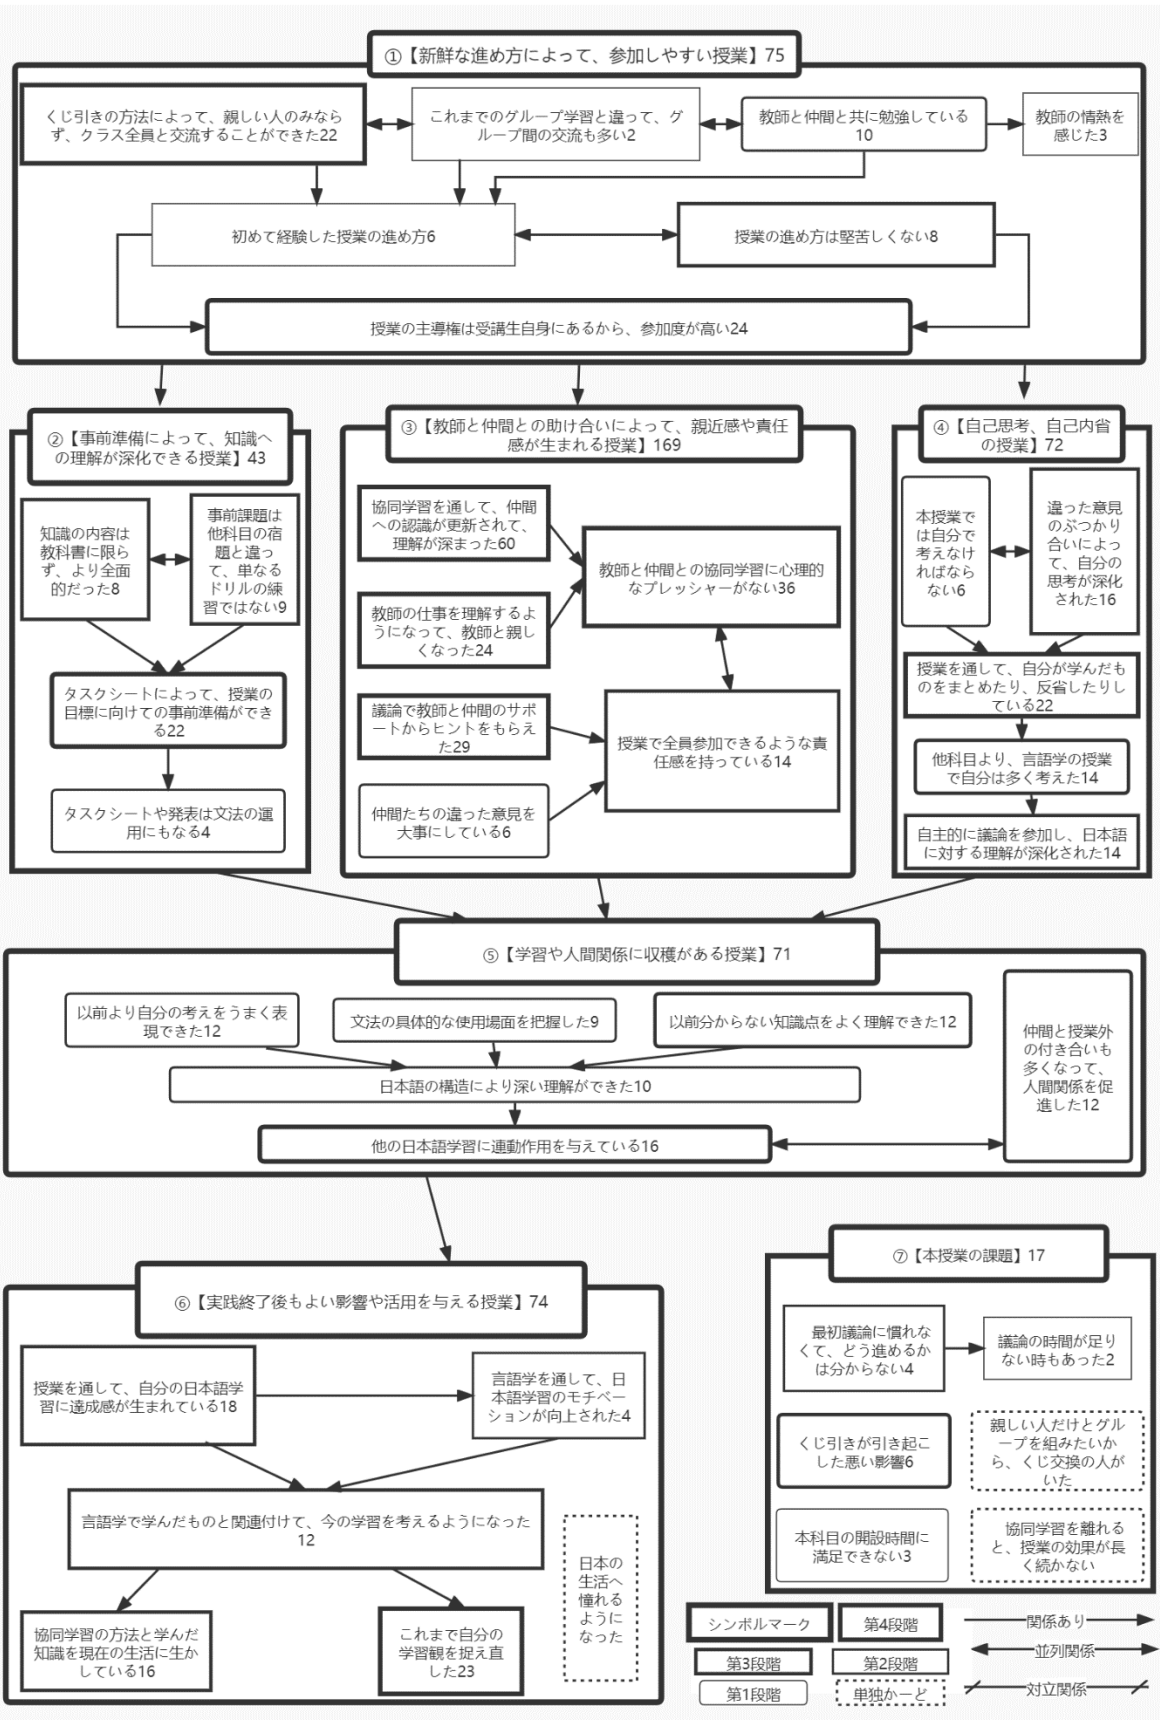 ①【新鮮な進め方によって、参加しやすい授業】75
くじ引きの方法によって、親しい人のみなら
ず、クラス全員と交流することができた22
これまでのグループ学習と違って、グ
ループ間の交流も多い2
教師と仲間と共に勉強している
10
教師の情熱を
感じた3
初めて経験した授業の進め方6
授業の進め方は堅苦しくない8
授業の主導権は受講生自身にあるから、参加度が高い24
②【事前準備によって、知識へ
の理解が深化できる授業】43
知識の内容は
教科書に限ら
ず、より全面
的だった8
事前課題は
他科目の宿
題と違っ
て、単なる
ドリルの練
習ではない9
タスクシートによって、授業の
目標に向けての事前準備ができ
る22
タスクシートや発表は文法の運
用にもなる4
③【教師と仲間との助け合いによって、親近感や責任
感が生まれる授業】169
協同学習を通して、仲間
への認識が更新されて、
理解が深まった60
教師の仕事を理解するよ
うになって、教師と親し
くなった24
議論で教師と仲間のサポ
ートからヒントをもらえ
た29
仲間たちの違った意見を
大事にしている6
教師と仲間との協同学習に心理的
なプレッシャーがない36
授業で全員参加できるような責
任感を持っている14
④【自己思考、自己内省
の授業】72
本授業で
は自分で
考えなけ
ればなら
ない6
違った意見
のぶつかり
合いによっ
て、自分の
思考が深化
された16
授業を通して、自分が学んだも
のをまとめたり、反省したりし
ている22
他科目より、言語学の授業
で自分は多く考えた14
自主的に議論を参加し、日本語
に対する理解が深化された14
⑤【学習や人間関係に収穫がある授業】71
以前より自分の考えをうまく表
現できた12
文法の具体的な使用場面を把握した9
以前分からない知識点をよく理解できた12
日本語の構造により深い理解ができた10
他の日本語学習に連動作用を与えている16
仲間と授業外
の付き合いも
多くなって、
人間関係を促
進した12
⑥【実践終了後もよい影響や活用を与える授業】74
授業を通して、自分の日本語学
習に達成感が生まれている18
言語学を通して、日
本語学習のモチベー
ションが向上された4
言語学で学んだものと関連付けて、今の学習を考えるようになった
12
協同学習の方法と学んだ
知識を現在の生活に生か
している16
これまで自分の
学習観を捉え直
した23
日本の
生活へ
憧れる
ように
なった
⑦【本授業の課題】17
最初議論に慣れな
くて、どう進めるか
は分からない4
議論の時間が足り
ない時もあった2
くじ引きが引き起こ
した悪い影響6
親しい人だけとグル
ープを組みたいか
ら、くじ交換の人が
いた
本科目の開設時間に
満足できない3
協同学習を離れる
と、授業の効果が長
く続かない
シンボルマーク
第4段階
関係あり
第3段階
第2段階
並列関係
第1段階
単独かーど
対立関係